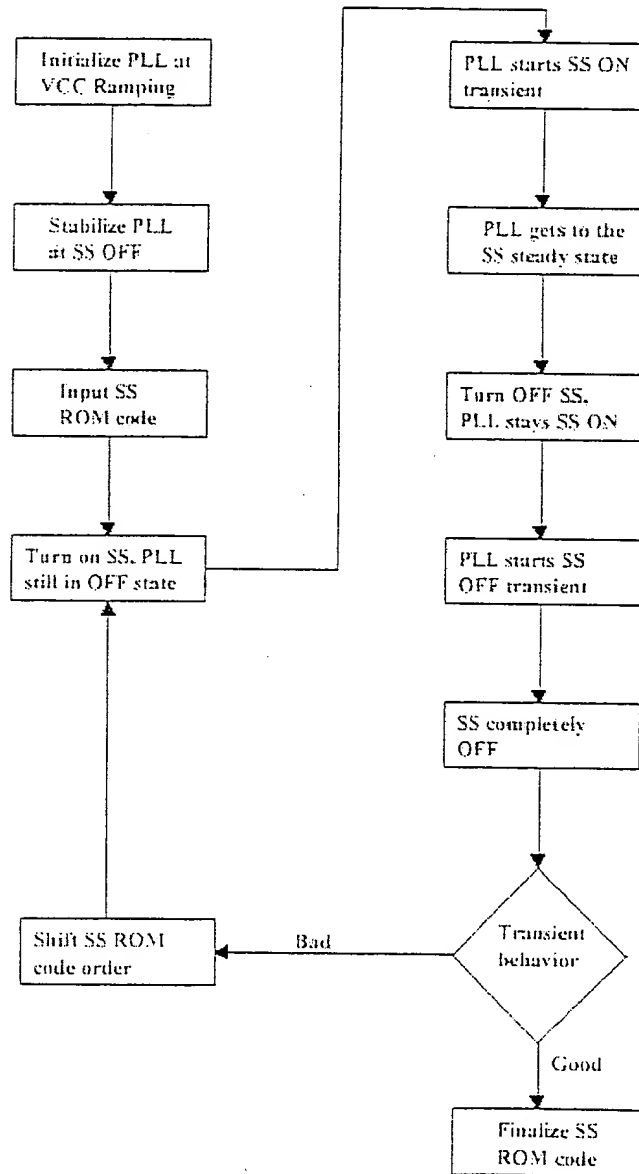 Initialize PLL at
VCC Ramping
Stabilize PLL
at SS OFF
Input SS
ROM code
Turn on SS, PLL
still in OFF state
PLL starts SS ON
transient
PLL gets to the
SS steady state
Turn OFF SS,
PLL stays SS ON
PLL starts SS
OFF transient
SS completely
OFF
Transient
behavior
Bad
Shift SS ROM
code order
Good
Finalize SS
ROM code